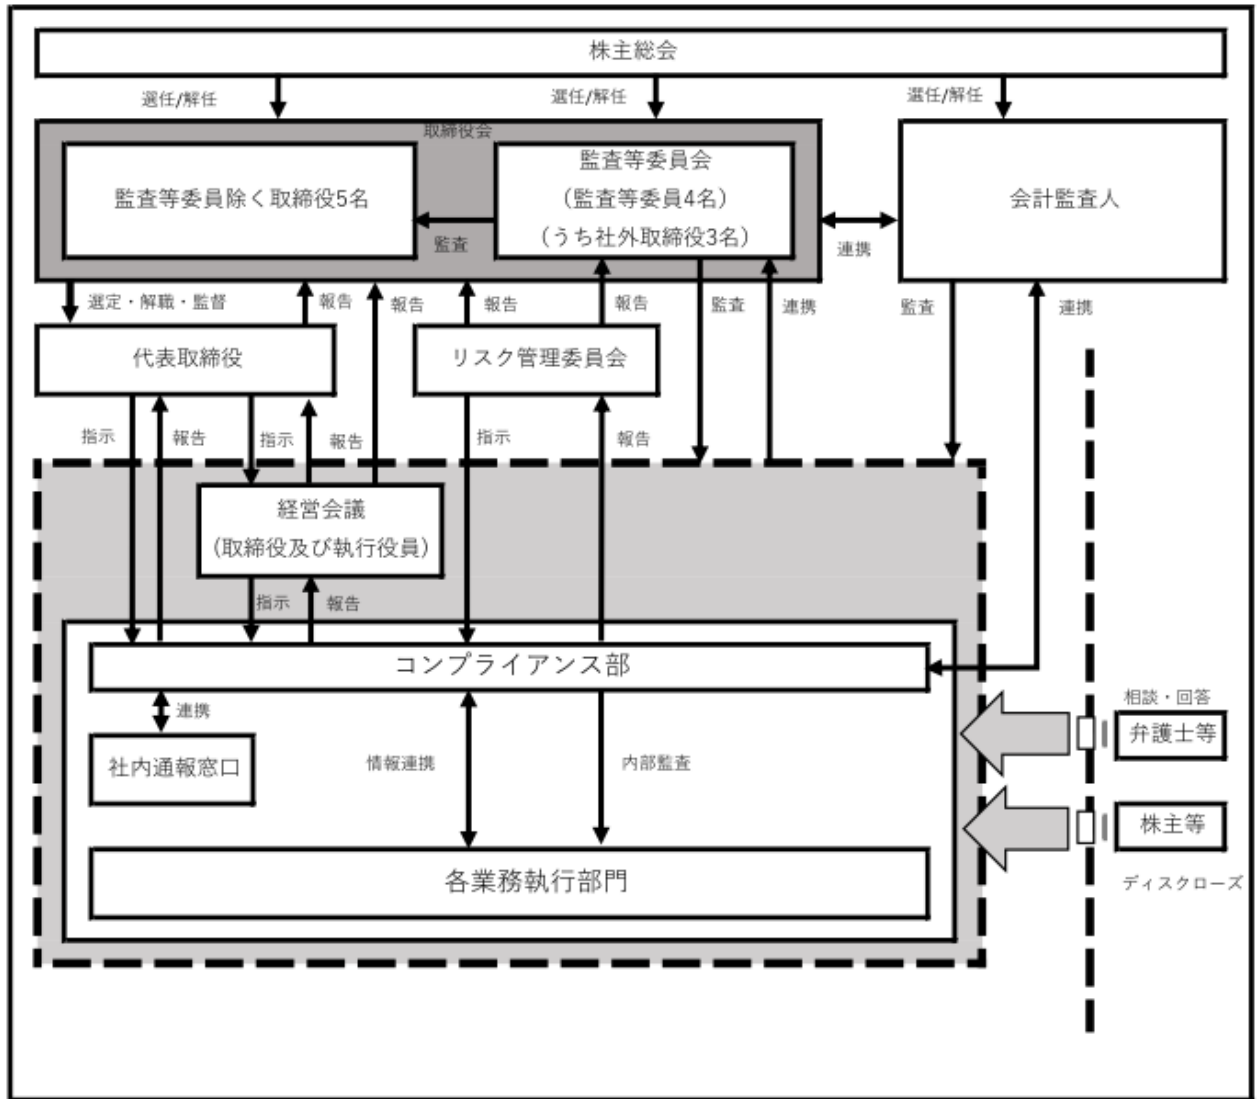 株主総会
選任/解任
選任/解任
選任/解任
取締役会
監査等委員除く取締役5名
監査
監査等委員会
(監査等委員4名)
(うち社外取締役3名)
連携
会計監査人
選定・解職・監督
報告
報告
報告
報告
監査
連携
監査
連携
代表取締役
リスク管理委員会
指示
報告
指示
報告
指示
報告
経営会議
(取締役及び執行役員)
指示
報告
コンプライアンス部
連携
社内通報窓口
情報連携
内部監査
各業務執行部門
相談・回答
弁護士等
株主等
ディスクローズ